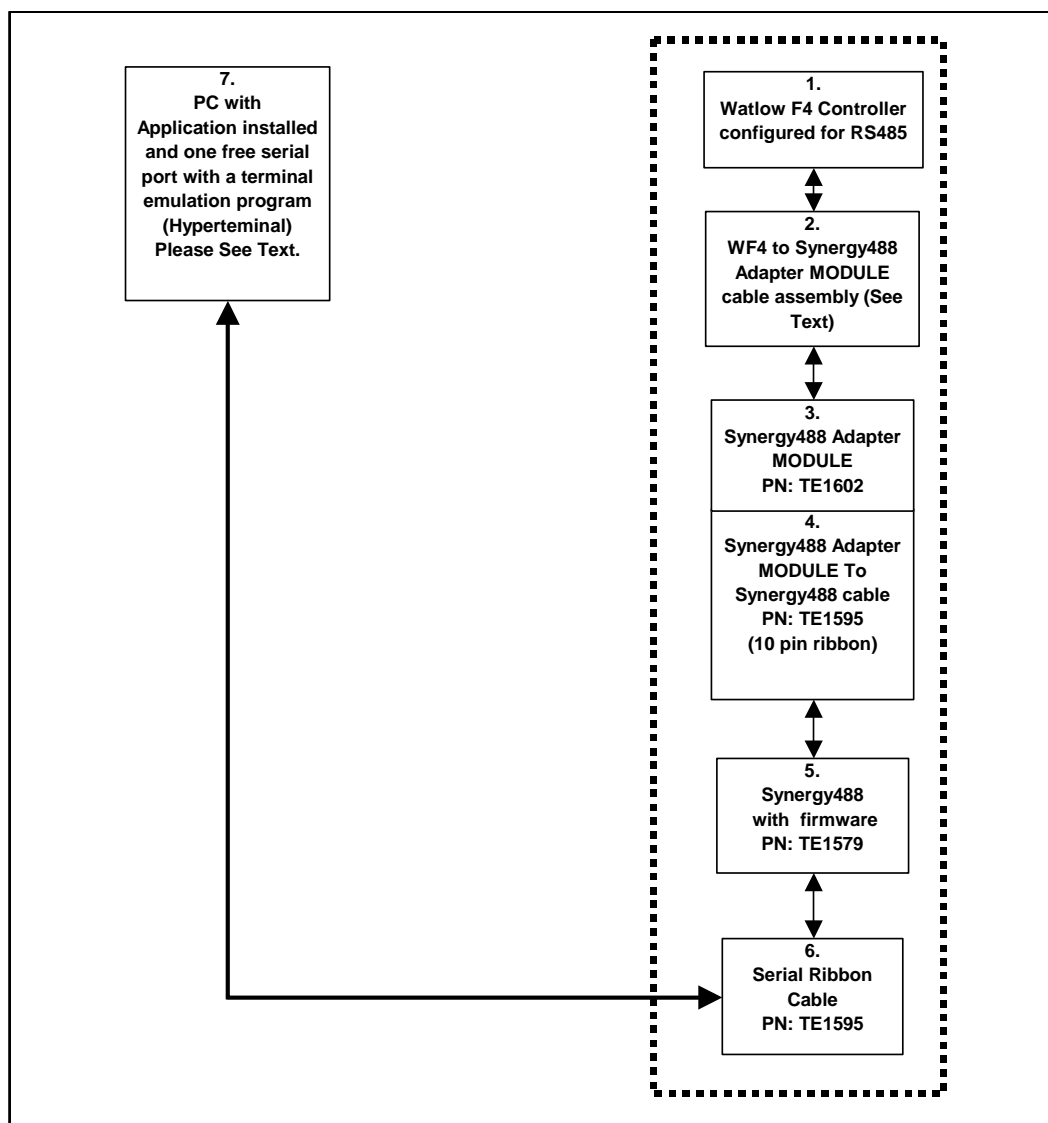 7.
PC with
Application installed
and one free serial
port with a terminal
emulation program
(Hyperteminal)
Please See Text.
1.
Watlow F4 Controller
configured for RS485
2.
WF4 to Synergy488
Adapter MODULE
cable assembly (See
Text)
3.
Synergy488 Adapter
MODULE
PN: TE1602
4.
Synergy488 Adapter
MODULE To
Synergy488 cable
PN: TE1595
(10 pin ribbon)
5.
Synergy488
with firmware
PN: TE1579
6.
Serial Ribbon
Cable
PN: TE1595